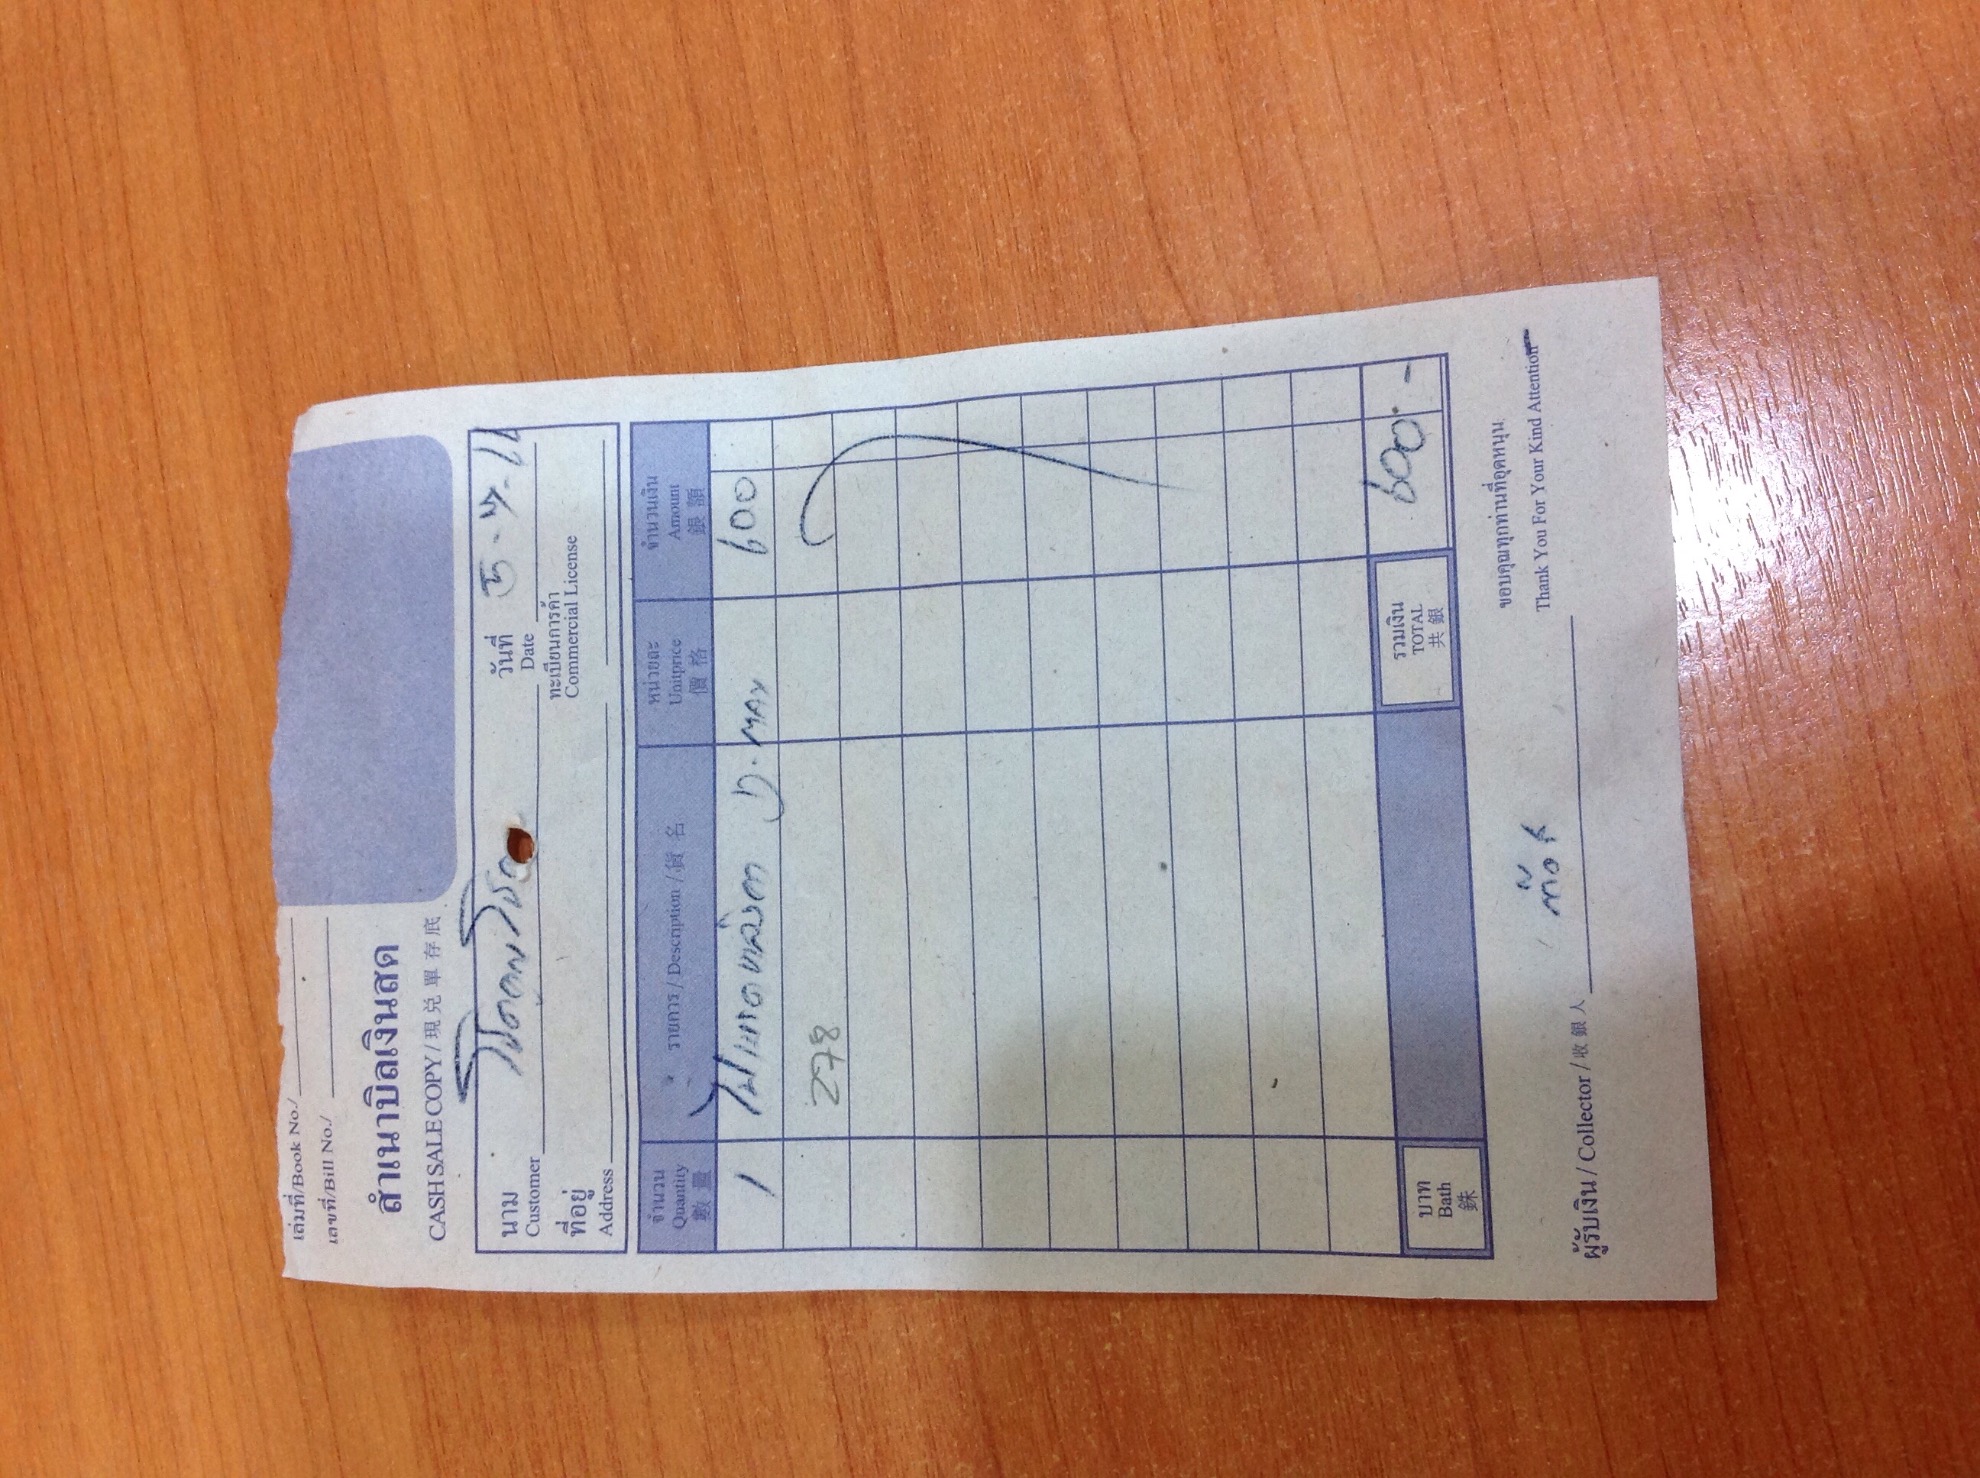 เล่มที่/Book No./
เลขที่/Bill No./
สำเนาบิลเงินสด
CASH SALE COPY / 現 兑 單 存 底
นาม
Customer
วันที่ 5 - 4 -
Date
ที่อยู่
Address
ทะเบียนการค้า
Commercial License
จำนวน รายการ / Description / 貨 名 หน่วยละ จำนวนเงิน
Quantity Unitprice Amount
數 量 價 格 銀 額
1 D-MAX 600
278
บาท รวมเงิน 600 -
Bath TOTAL
銖 共 銀
ผู้รับเงิน / Collector / 收 銀 人
ขอบคุณทุกท่านที่อุดหนุน
Thank You For Your Kind Attention